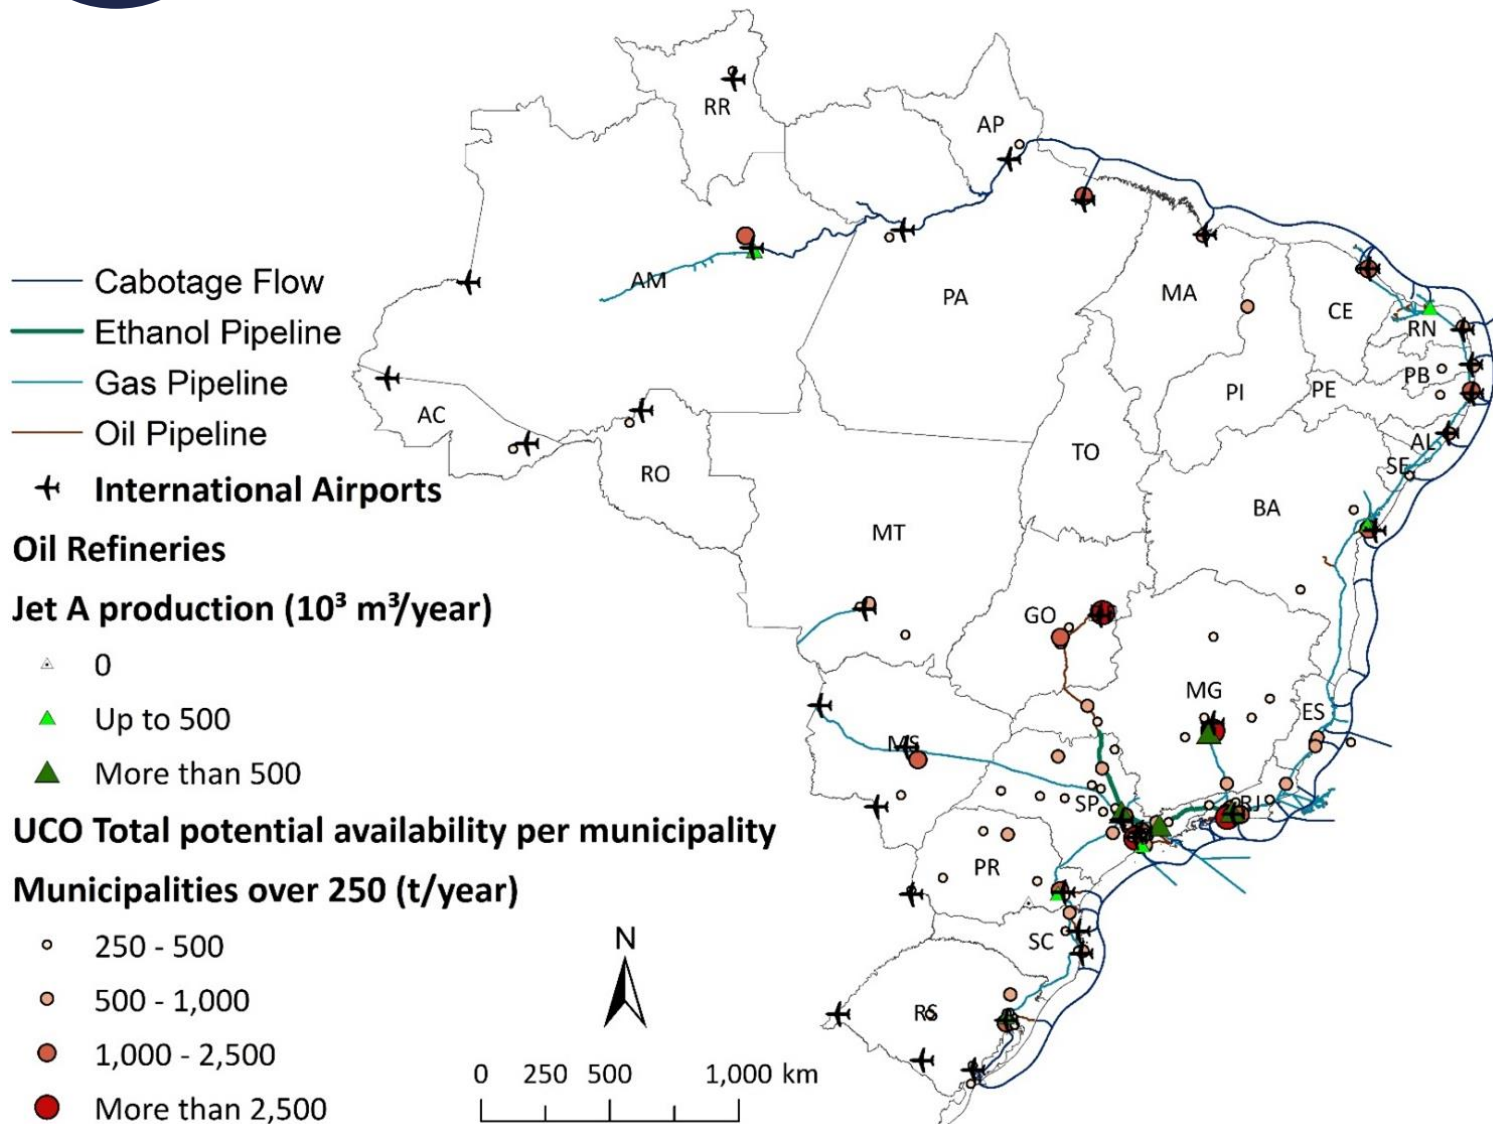 RR
AP
Cabotage Flow
Ethanol Pipeline
Gas Pipeline
Oil Pipeline
International Airports
Oil Refineries
Jet A production (10³ m³/year)
0
Up to 500
More than 500
UCO Total potential availability per municipality
Municipalities over 250 (t/year)
250 - 500
500 - 1,000
1,000 - 2,500
More than 2,500
AM
PA
MA
CE
RN
PB
PE
PI
AC
AL
SE
TO
RO
BA
MT
GO
MG
ES
MS
SP
RJ
PR
SC
RS
N
0 250 500 1,000 km